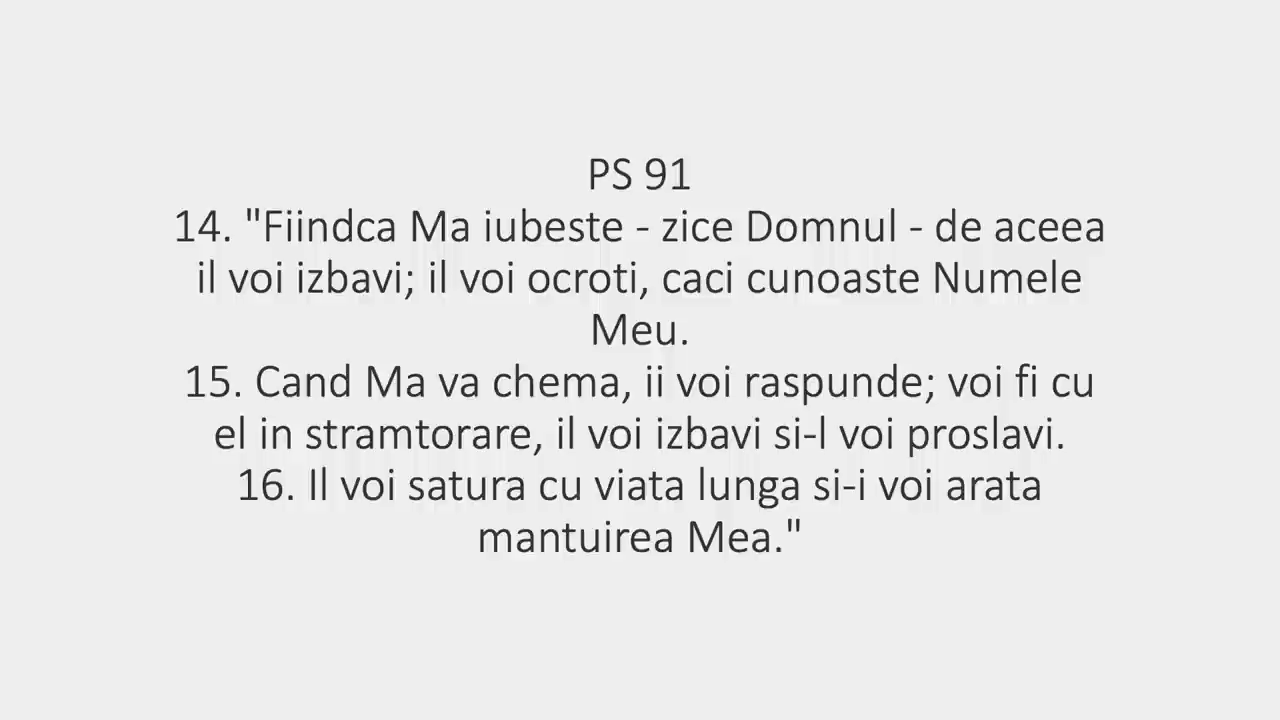 PS 91
14. "Fiindca Ma iubeste - zice Domnul - de aceea
il voi izbavi; il voi ocroti, caci cunoaste Numele
Meu.
15. Cand Ma va chema, ii voi raspunde; voi fi cu
el in stramtorare, il voi izbavi si-l voi proslavi.
16. Il voi satura cu viata lunga si-i voi arata
mantuirea Mea."